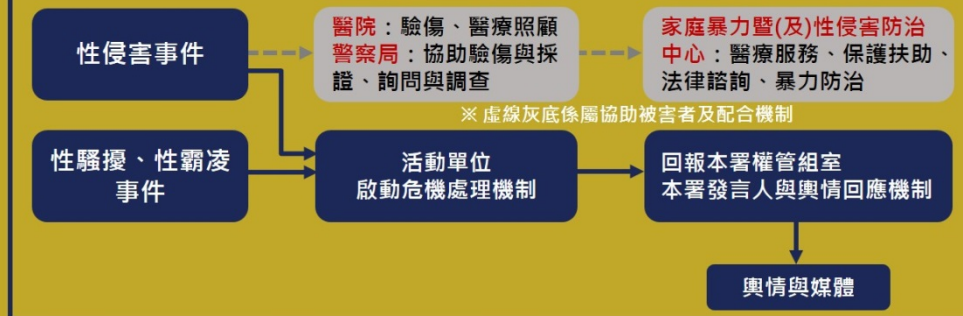 性侵害事件
醫院：驗傷、醫療照顧
警察局：協助驗傷與採
證、詢問與調查
家庭暴力暨(及)性侵害防治
中心：醫療服務、保護扶助、
法律諮詢、暴力防治
※ 虛線灰底係屬協助被害者及配合機制
性騷擾、性霸凌
事件
活動單位
啟動危機處理機制
回報本署權管組室
本署發言人與輿情回應機制
輿情與媒體